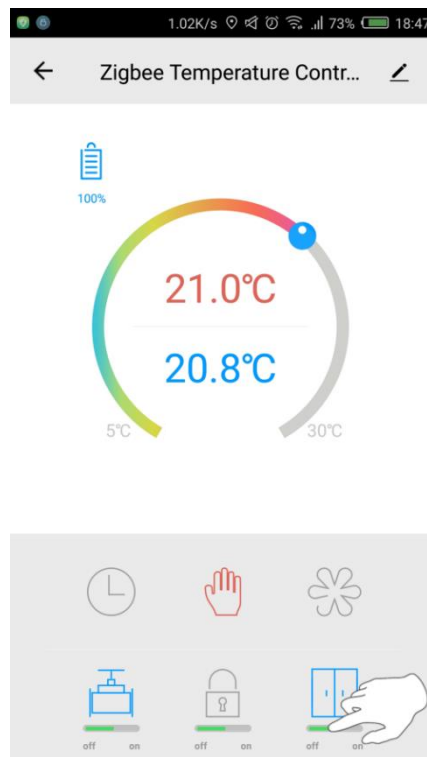 1.02K/s 73% 18:47
Zigbee Temperature Contr...
100%
21.0°C
20.8°C
5°C 30°C
off on off on off on